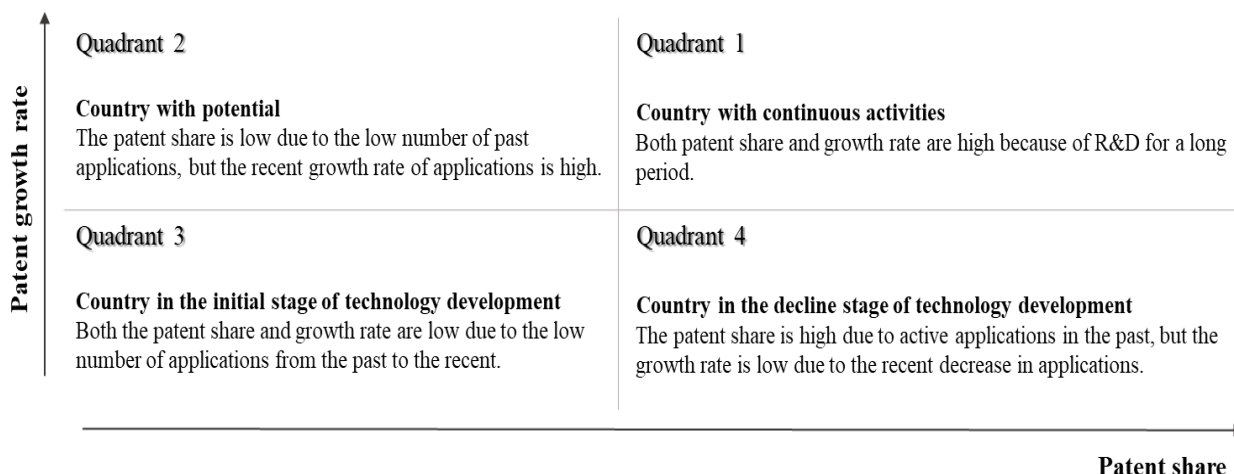 Patent growth rate
Quadrant 2
Country with potential
The patent share is low due to the low number of past
applications, but the recent growth rate of applications is high.
Quadrant 1
Country with continuous activities
Both patent share and growth rate are high because of R&D for a long
period.
Quadrant 3
Country in the initial stage of technology development
Both the patent share and growth rate are low due to the low
number of applications from the past to the recent.
Quadrant 4
Country in the decline stage of technology development
The patent share is high due to active applications in the past, but the
growth rate is low due to the recent decrease in applications.
Patent share